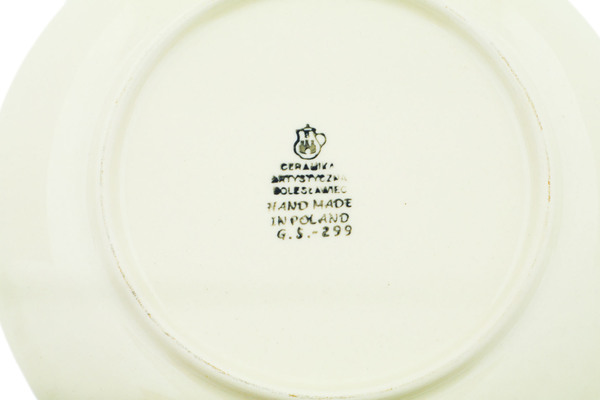 CERAMIKA
ARTYSTYCZNA
BOLESŁAWIEC
HAND MADE
IN POLAND
G.S.-299